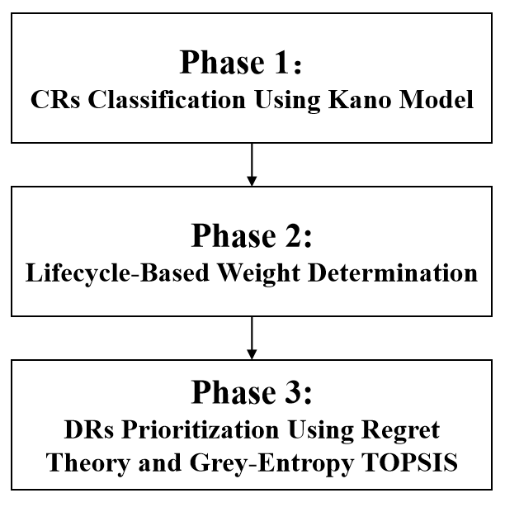 Phase 1：
CRs Classification Using Kano Model
Phase 2:
Lifecycle-Based Weight Determination
Phase 3:
DRs Prioritization Using Regret
Theory and Grey-Entropy TOPSIS